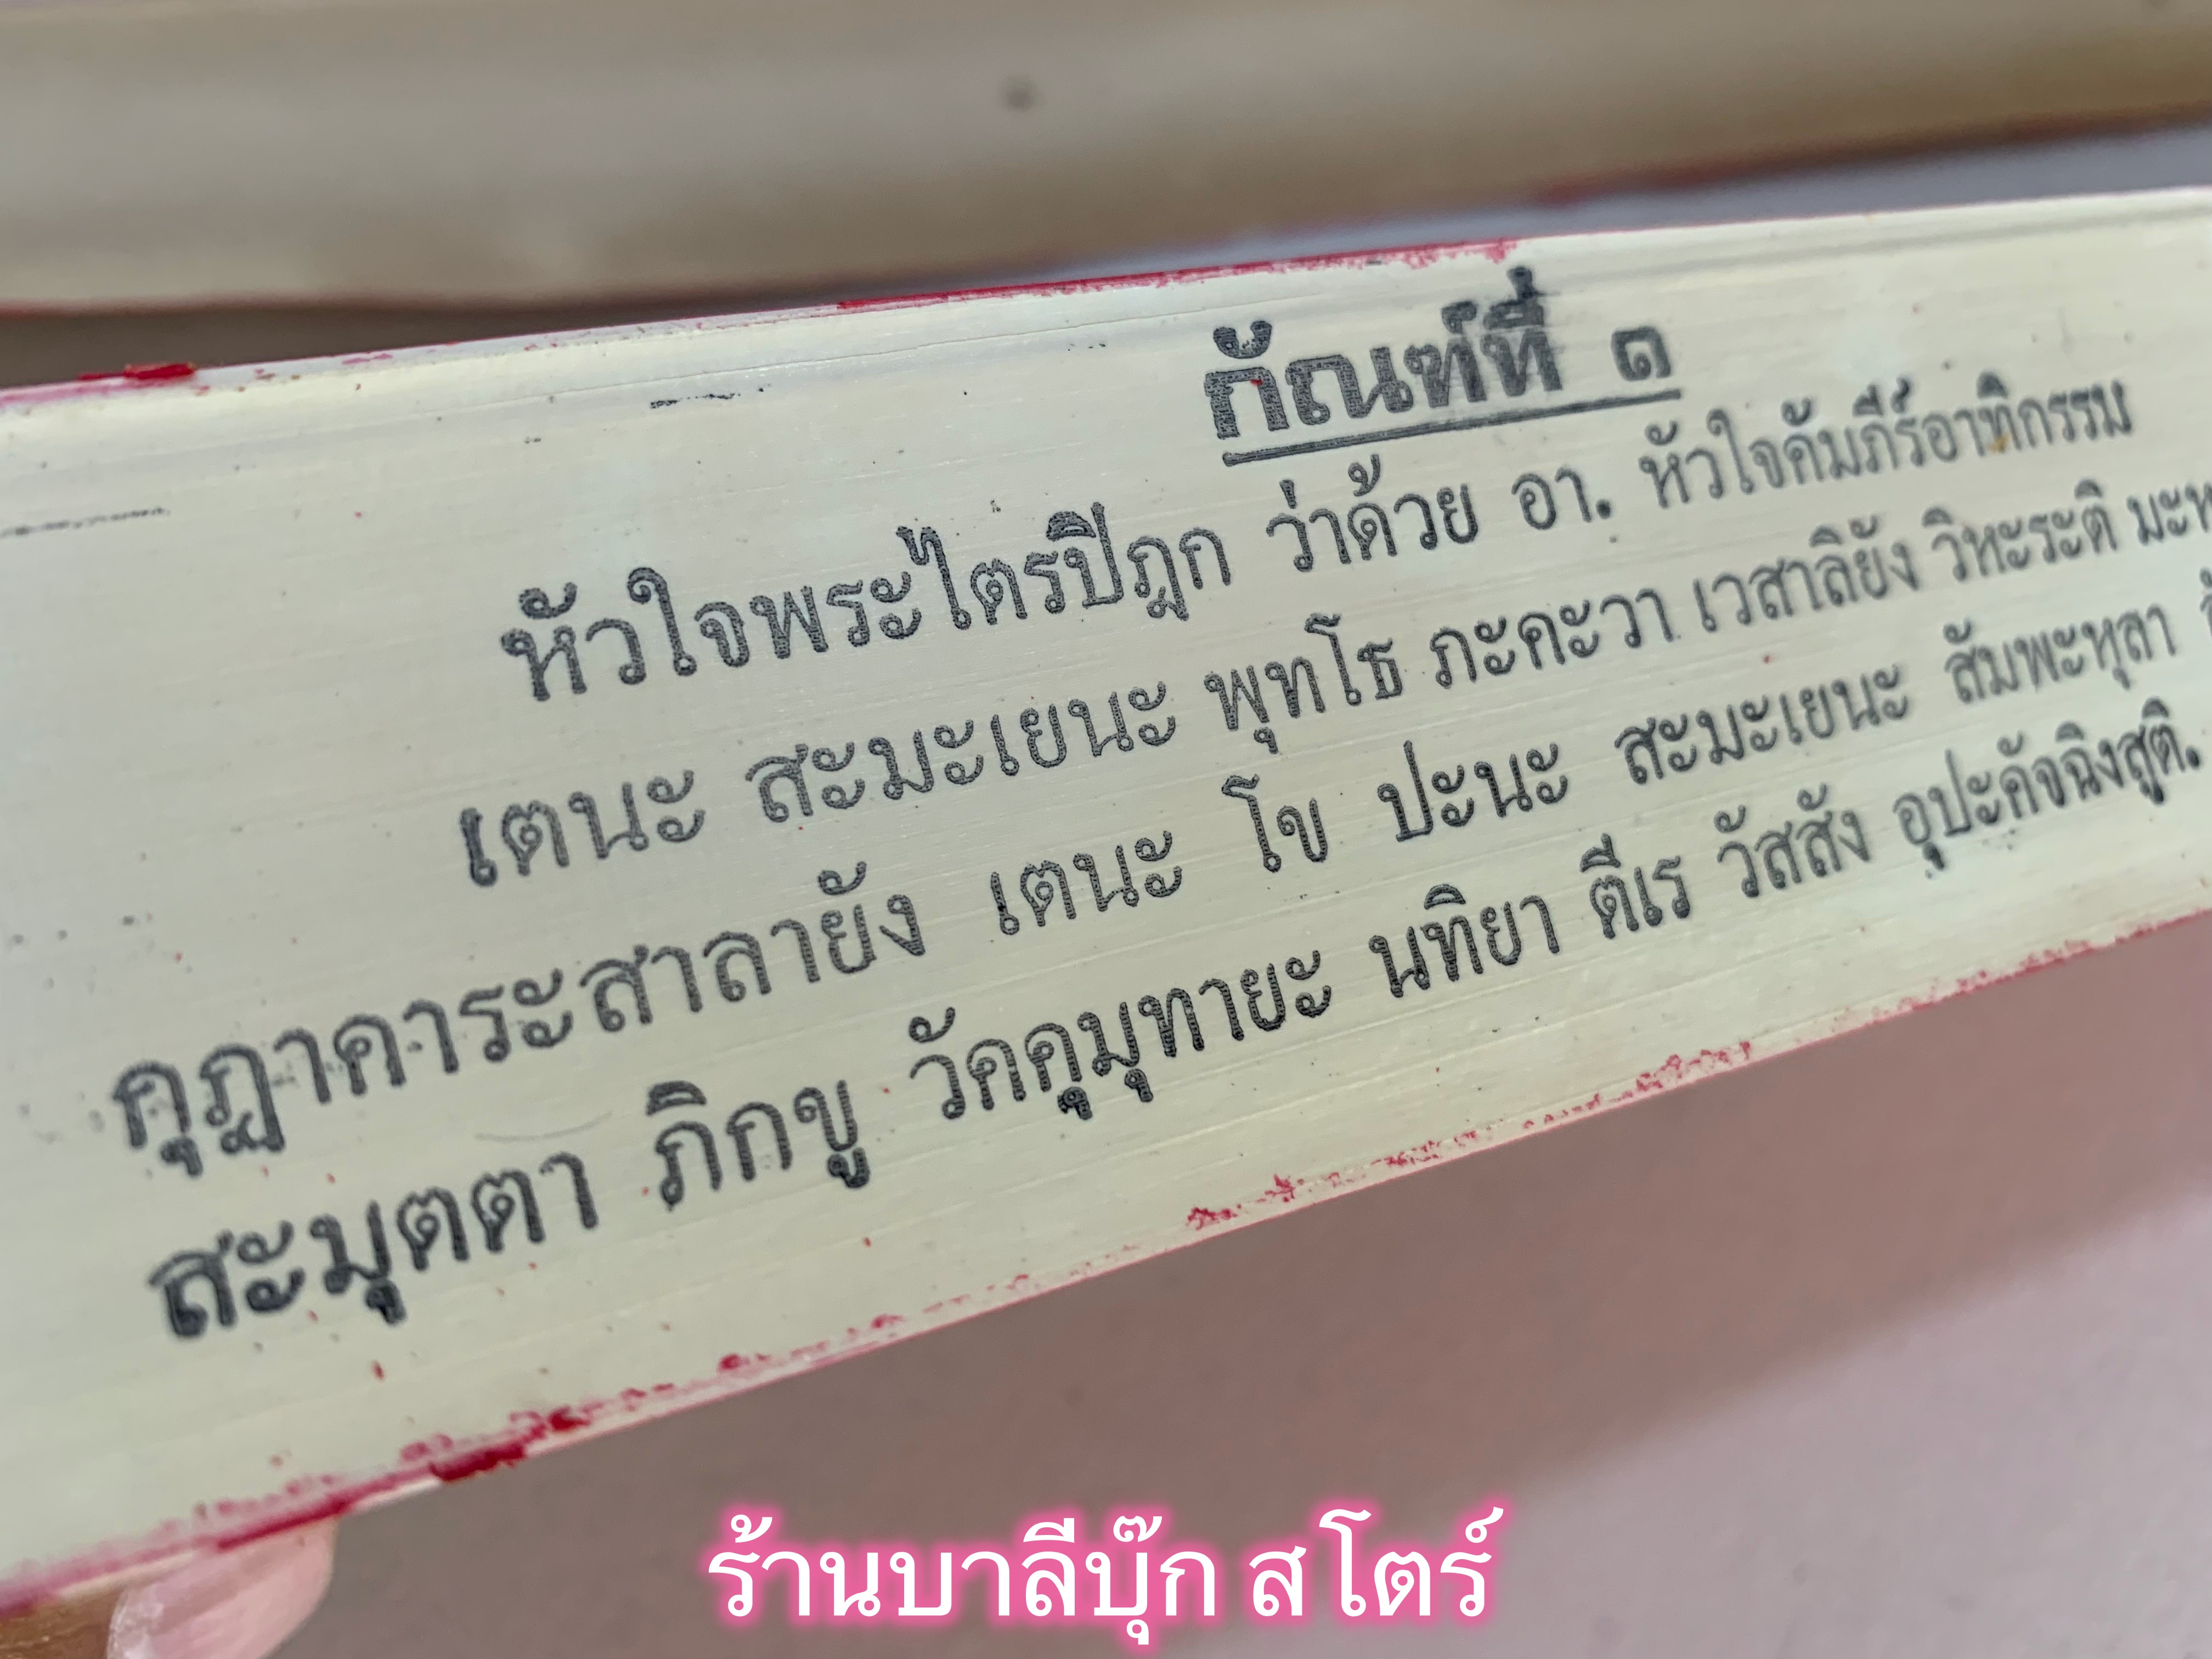 กัณฑ์ที่ ๑
หัวใจพระไตรปิฎก ว่าด้วย อา. หัวใจคัมภีร์อาทิกรรม
เตนะ สะมะเยนะ พุทโธ ภะคะวา เวสาลิยัง วิหะระติ
กุฏาคาระสาลายัง เตนะ โข ปะนะ สะมะเยนะ สัมพะหุลา
สะมุตตา ภิกขู วัคคุมุทายะ นทิยา ตีเร วัสสัง อุปะคัจฉิงสูติ.
ร้านบาลีบุ๊ก สโตร์